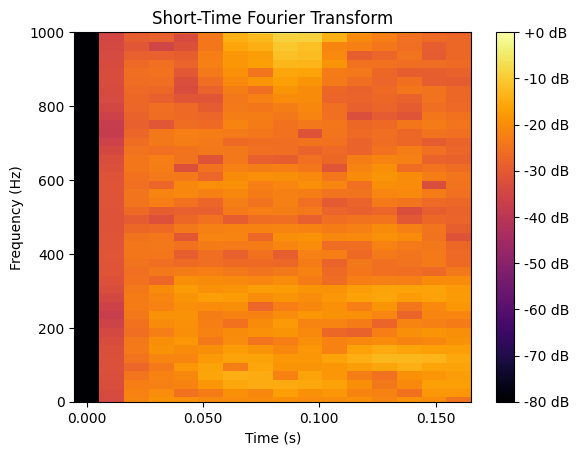 Short-Time Fourier Transform
Frequency (Hz)
1000
800
600
400
200
0
0.000
0.050
0.100
0.150
Time (s)
+0 dB
-10 dB
-20 dB
-30 dB
-40 dB
-50 dB
-60 dB
-70 dB
-80 dB